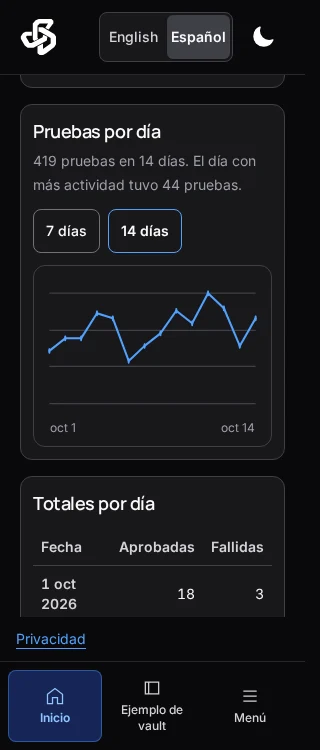 English Español
Pruebas por día
419 pruebas en 14 días. El día con
más actividad tuvo 44 pruebas.
7 días 14 días
oct 1 oct 14
Totales por día
Fecha Aprobadas Fallidas
1 oct
2026 18 3
Privacidad
Inicio Ejemplo de
vault Menú